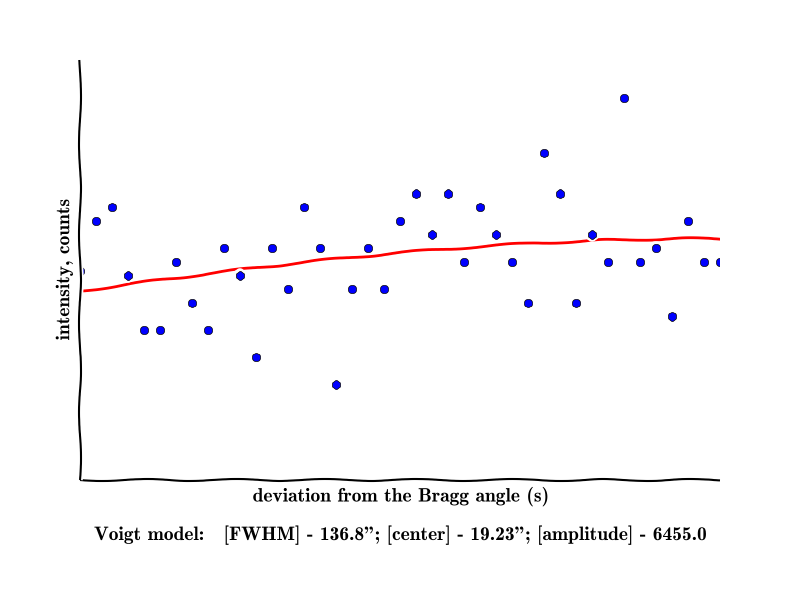 intensity, counts
deviation from the Bragg angle (s)
Voigt model: [FWHM] - 136.8”; [center] - 19.23”; [amplitude] - 6455.0